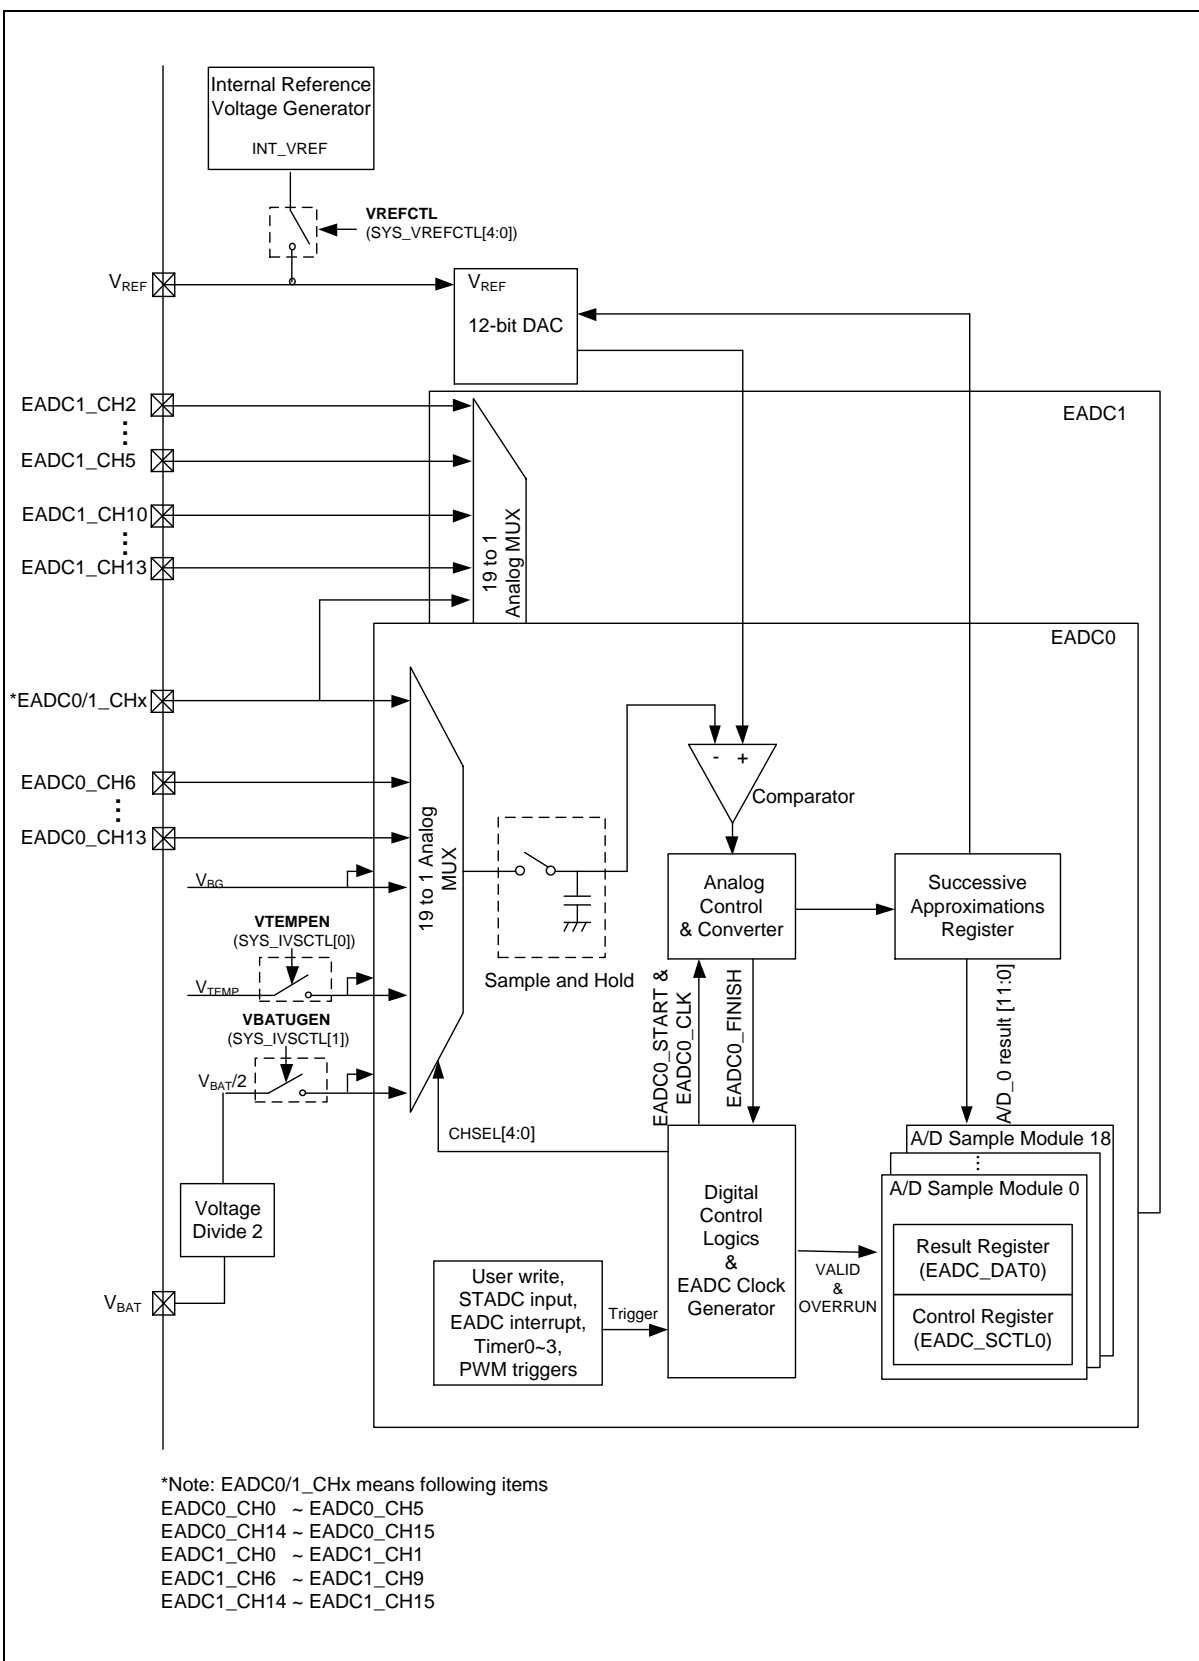 Internal Reference
Voltage Generator
INT_VREF
VREFCTL
(SYS_VREFCTL[4:0])
VREF
VREF
12-bit DAC
EADC1_CH2
EADC1
EADC1_CH5
EADC1_CH10
EADC1_CH13
19 to 1
Analog MUX
EADC0
*EADC0/1_CHx
EADC0_CH6
EADC0_CH13
- +
Comparator
19 to 1 Analog
MUX
VBG
VTEMPEN
(SYS_IVSCTL[0])
VTEMP
VBATUGEN
(SYS_IVSCTL[1])
VBAT/2
Sample and Hold
Analog
Control
& Converter
Successive
Approximations
Register
EADC0_START &
EADC0_CLK
EADC0_FINISH
A/D_0 result [11:0]
CHSEL[4:0]
A/D Sample Module 18
A/D Sample Module 0
Result Register
(EADC_DAT0)
Control Register
(EADC_SCTL0)
Digital
Control
Logics
&
EADC Clock
Generator
VALID
&
OVERRUN
Voltage
Divide 2
VBAT
User write,
STADC input,
EADC interrupt,
Timer0~3,
PWM triggers
Trigger
*Note: EADC0/1_CHx means following items
EADC0_CH0 ~ EADC0_CH5
EADC0_CH14 ~ EADC0_CH15
EADC1_CH0 ~ EADC1_CH1
EADC1_CH6 ~ EADC1_CH9
EADC1_CH14 ~ EADC1_CH15